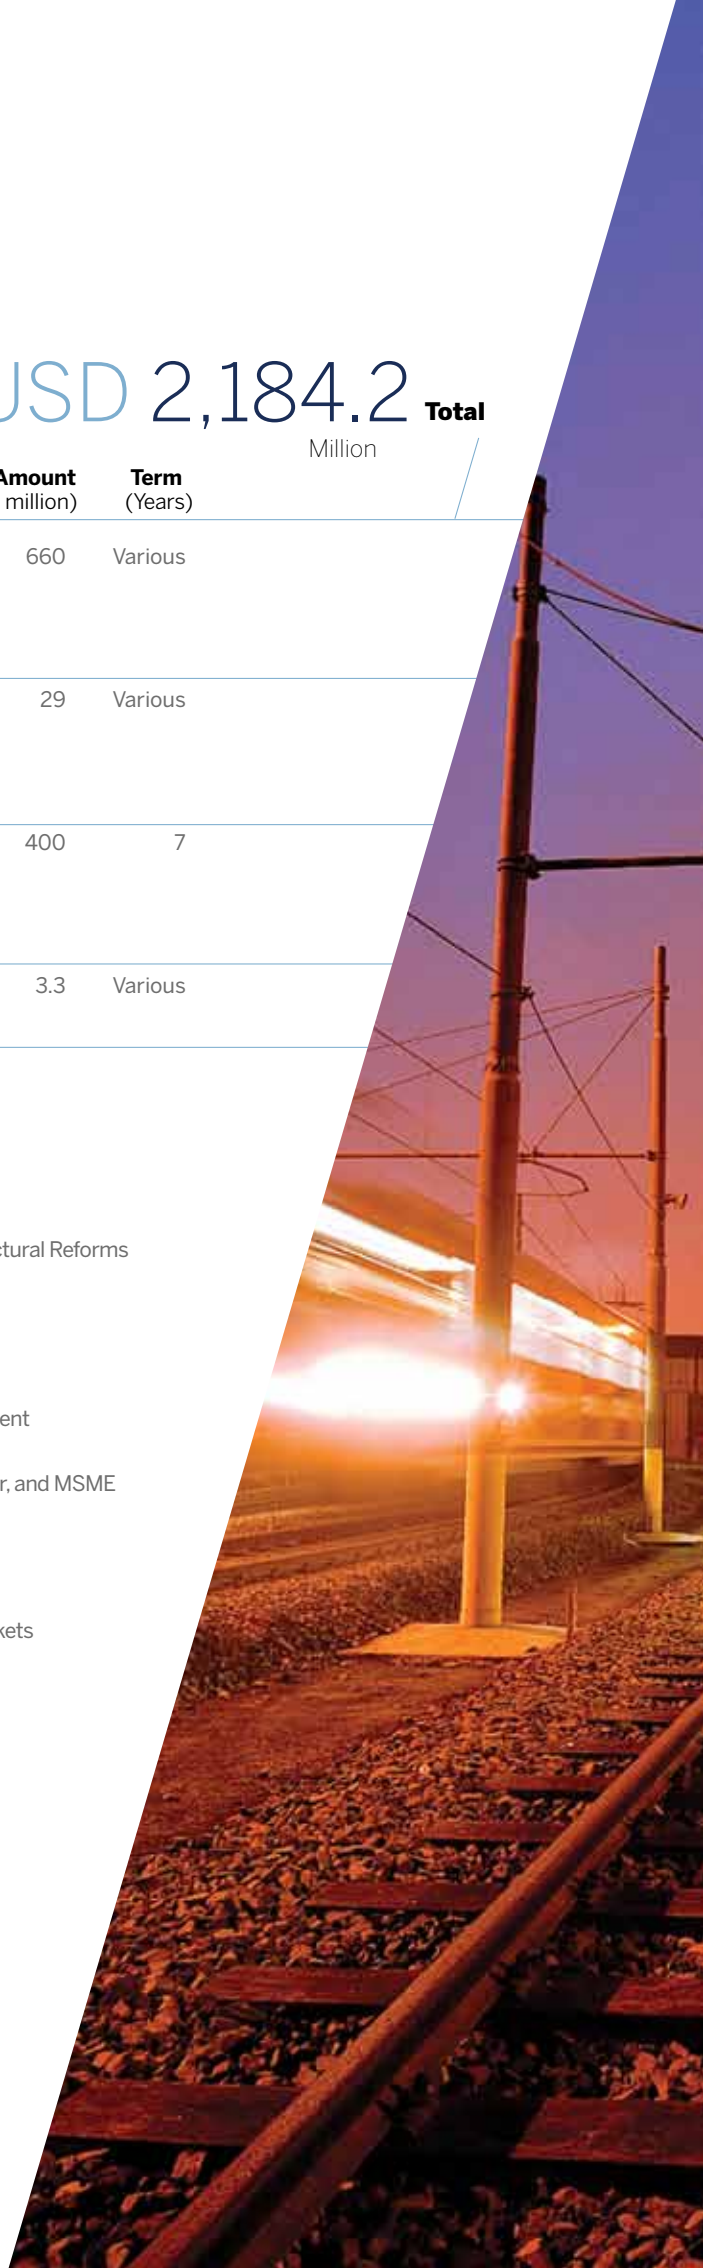 USD 2,184.2 Total
Million
Amount Term
million) (Years)
660 Various
29 Various
400 7
3.3 Various
ctural Reforms
ent
r, and MSME
kets